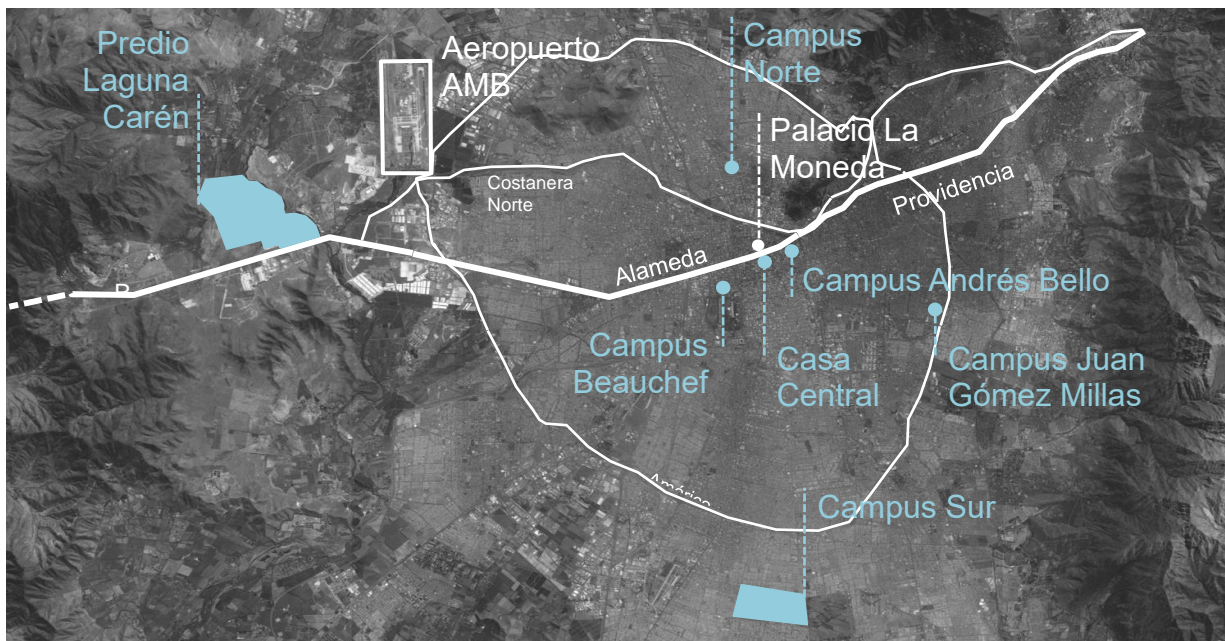 Predio
Laguna
Carén
Aeropuerto
AMB
Campus
Norte
Palacio La
Moneda
Costanera
Norte
Providencia
Alameda
Campus Andrés Bello
Campus
Beauchef
Casa
Central
Campus Juan
Gómez Millas
Campus Sur